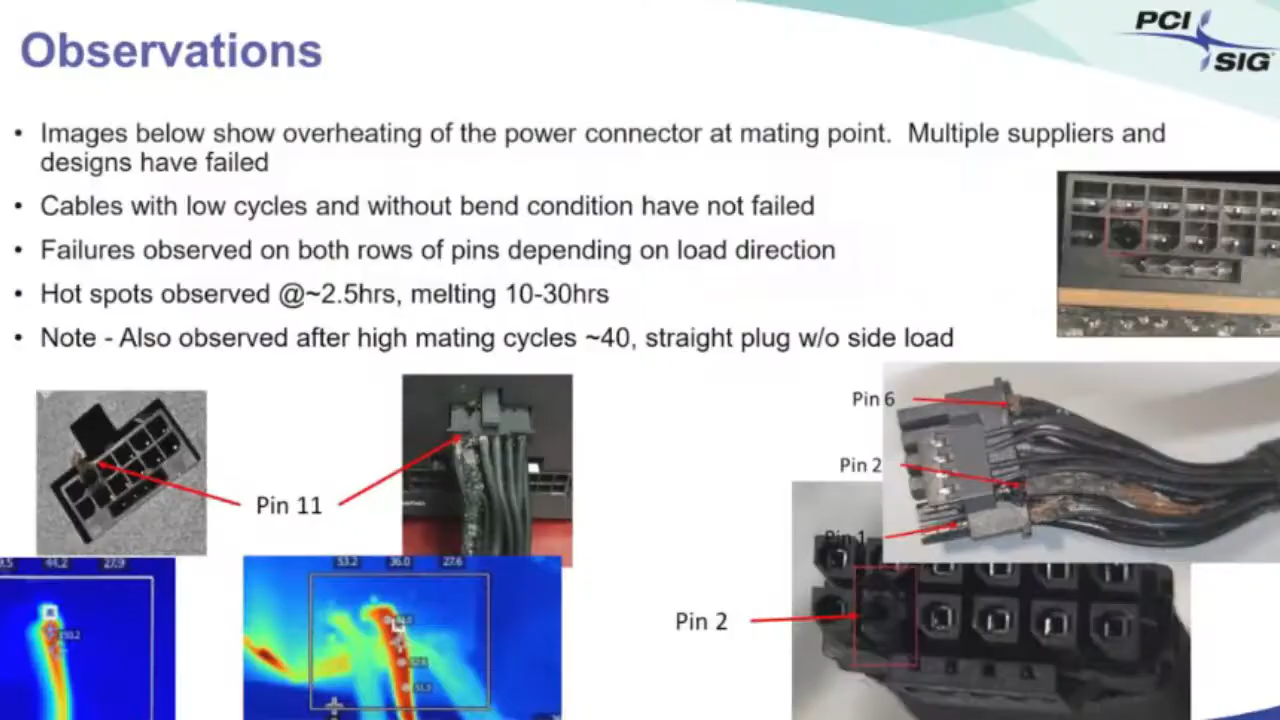 Observations
PCI
SIG
• Images below show overheating of the power connector at mating point. Multiple suppliers and
designs have failed
• Cables with low cycles and without bend condition have not failed
• Failures observed on both rows of pins depending on load direction
• Hot spots observed @~2.5hrs, melting 10-30hrs
• Note - Also observed after high mating cycles ~40, straight plug w/o side load
Pin 6
Pin 2
Pin 11
Pin 1
44.2 27.9
53.2 36.0 27.6
Pin 2